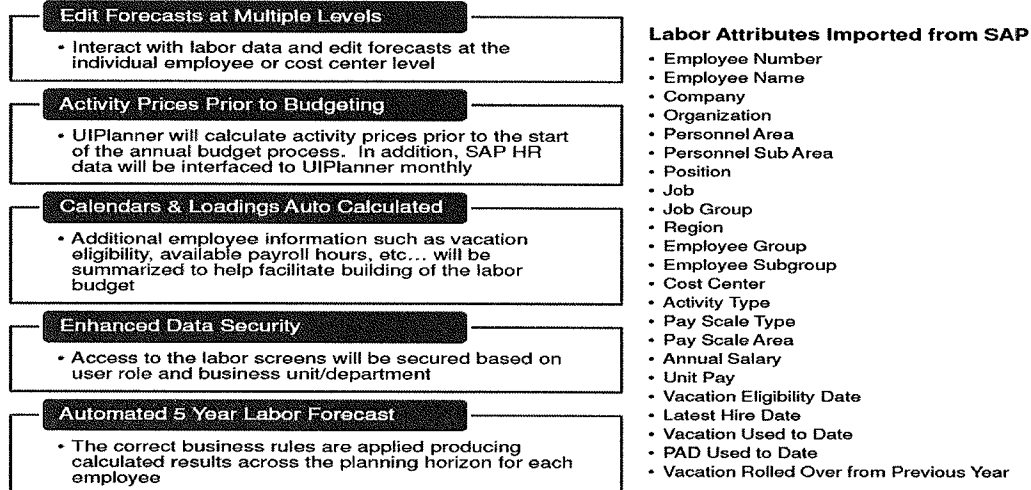 Edit Forecasts at Multiple Levels
• Interact with labor data and edit forecasts at the
individual employee or cost center level
Activity Prices Prior to Budgeting
• UIPlanner will calculate activity prices prior to the start
of the annual budget process. In addition, SAP HR
data will be interfaced to UIPlanner monthly
Calendars & Loadings Auto Calculated
• Additional employee information such as vacation
eligibility, available payroll hours, etc... will be
summarized to help facilitate building of the labor
budget
Enhanced Data Security
• Access to the labor screens will be secured based on
user role and business unit/department
Automated 5 Year Labor Forecast
• The correct business rules are applied producing
calculated results across the planning horizon for each
employee
Labor Attributes Imported from SAP
• Employee Number
• Employee Name
• Company
• Organization
• Personnel Area
• Personnel Sub Area
• Position
• Job
• Job Group
• Region
• Employee Group
• Employee Subgroup
• Cost Center
• Activity Type
• Pay Scale Type
• Pay Scale Area
• Annual Salary
• Unit Pay
• Vacation Eligibility Date
• Latest Hire Date
• Vacation Used to Date
• PAD Used to Date
• Vacation Rolled Over from Previous Year